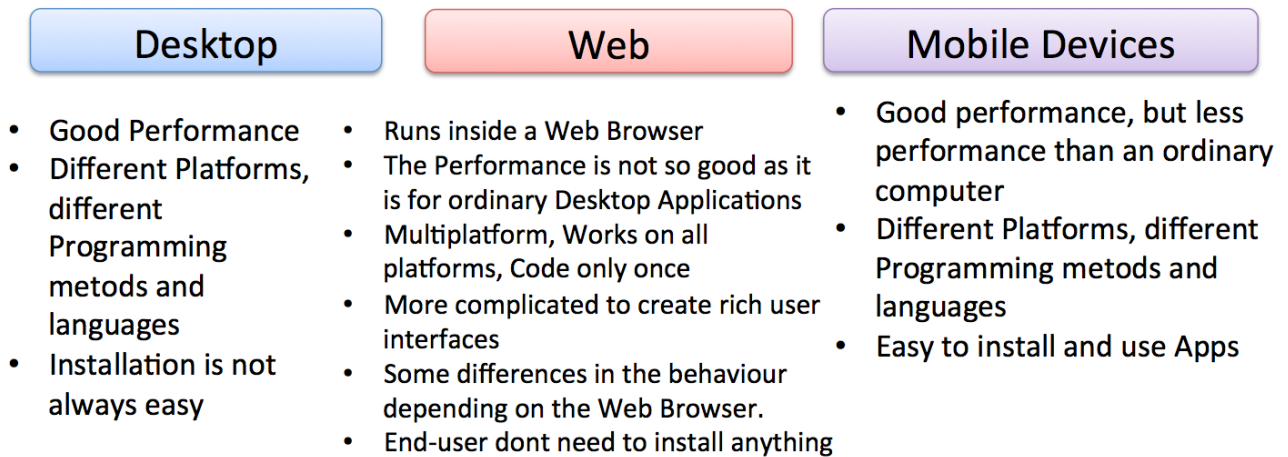 Desktop
• Good Performance
• Different Platforms,
different
Programming
metods and
languages
• Installation is not
always easy
Web
• Runs inside a Web Browser
• The Performance is not so good as it
is for ordinary Desktop Applications
• Multiplatform, Works on all
platforms, Code only once
• More complicated to create rich user
interfaces
• Some differences in the behaviour
depending on the Web Browser.
• End-user dont need to install anything
Mobile Devices
• Good performance, but less
performance than an ordinary
computer
• Different Platforms, different
Programming metods and
languages
• Easy to install and use Apps